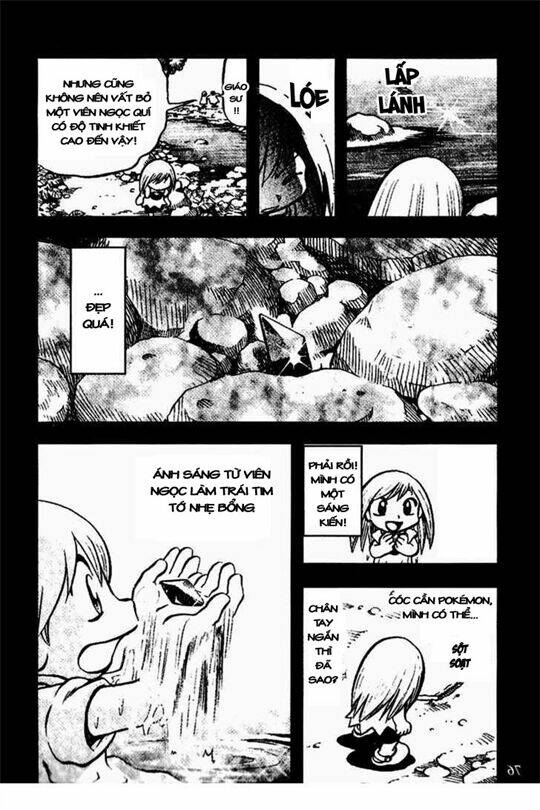 NHƯNG CŨNG
KHÔNG NÊN VẤT BỎ
MỘT VIÊN NGỌC QUÍ
CÓ ĐỘ TINH KHIẾT
CAO ĐẾN VẬY!
GIÁO
SƯ
!!
LÓE
LẤP
LÁNH
...
ĐẸP
QUÁ!
ÁNH SÁNG TỪ VIÊN
NGỌC LÀM TRÁI TIM
TỚ NHẸ BỔNG
PHẢI RỒI!
MÌNH CÓ
MỘT
SÁNG
KIẾN!
CHÂN
TAY
NGẮN
THÌ
ĐÃ
SAO?
CÓC CẦN POKÉMON,
MÌNH CÓ THỂ...
SỘT
SOẠT
76